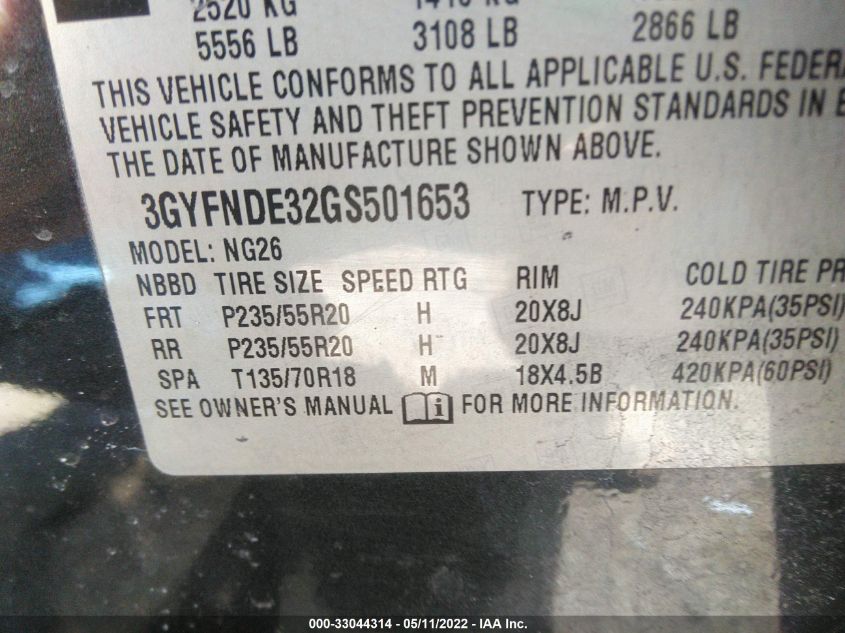 2520 KG
5556 LB 3108 LB 2866 LB
THIS VEHICLE CONFORMS TO ALL APPLICABLE U.S. FEDERA
VEHICLE SAFETY AND THEFT PREVENTION STANDARDS IN E
THE DATE OF MANUFACTURE SHOWN ABOVE.
3GYFNDE32GS501653 TYPE: M.P.V.
MODEL: NG26
NBBD TIRE SIZE SPEED RTG RIM COLD TIRE PR
FRT P235/55R20 H 20X8J 240KPA(35PSI)
RR P235/55R20 H 20X8J 240KPA(35PSI)
SPA T135/70R18 M 18X4.5B 420KPA(60PSI)
SEE OWNER'S MANUAL i FOR MORE INFORMATION.
000-33044314 - 05/11/2022 - IAA Inc.